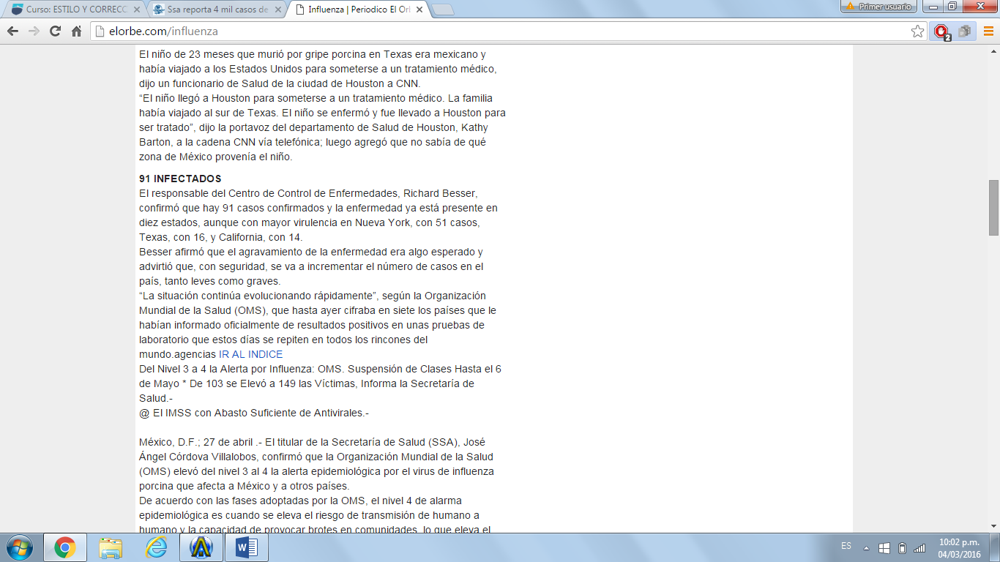 Curso: ESTILO Y CORRECC
Ssa reporta 4 mil casos de
Influenza | Periodico El Ori
Primer usuario
elorbe.com/influenza
2
El niño de 23 meses que murió por gripe porcina en Texas era mexicano y
había viajado a los Estados Unidos para someterse a un tratamiento médico,
dijo un funcionario de Salud de la ciudad de Houston a CNN.
“El niño llegó a Houston para someterse a un tratamiento médico. La familia
había viajado al sur de Texas. El niño se enfermó y fue llevado a Houston para
ser tratado”, dijo la portavoz del departamento de Salud de Houston, Kathy
Barton, a la cadena CNN vía telefónica; luego agregó que no sabía de qué
zona de México provenía el niño.
91 INFECTADOS
El responsable del Centro de Control de Enfermedades, Richard Besser,
confirmó que hay 91 casos confirmados y la enfermedad ya está presente en
diez estados, aunque con mayor virulencia en Nueva York, con 51 casos,
Texas, con 16, y California, con 14.
Besser afirmó que el agravamiento de la enfermedad era algo esperado y
advirtió que, con seguridad, se va a incrementar el número de casos en el
país, tanto leves como graves.
“La situación continúa evolucionando rápidamente”, según la Organización
Mundial de la Salud (OMS), que hasta ayer cifraba en siete los países que le
habían informado oficialmente de resultados positivos en unas pruebas de
laboratorio que estos días se repiten en todos los rincones del
mundo.agencias IR AL INDICE
Del Nivel 3 a 4 la Alerta por Influenza: OMS. Suspensión de Clases Hasta el 6
de Mayo * De 103 se Elevó a 149 las Víctimas, Informa la Secretaría de
Salud.-
@ El IMSS con Abasto Suficiente de Antivirales.-
México, D.F.; 27 de abril .- El titular de la Secretaría de Salud (SSA), José
Ángel Córdova Villalobos, confirmó que la Organización Mundial de la Salud
(OMS) elevó del nivel 3 al 4 la alerta epidemiológica por el virus de influenza
porcina que afecta a México y a otros países.
De acuerdo con las fases adoptadas por la OMS, el nivel 4 de alarma
epidemiológica es cuando se eleva el riesgo de transmisión de humano a
humano y la capacidad de provocar brotes en comunidades, lo que eleva el
ES
10:02 p.m.
04/03/2016